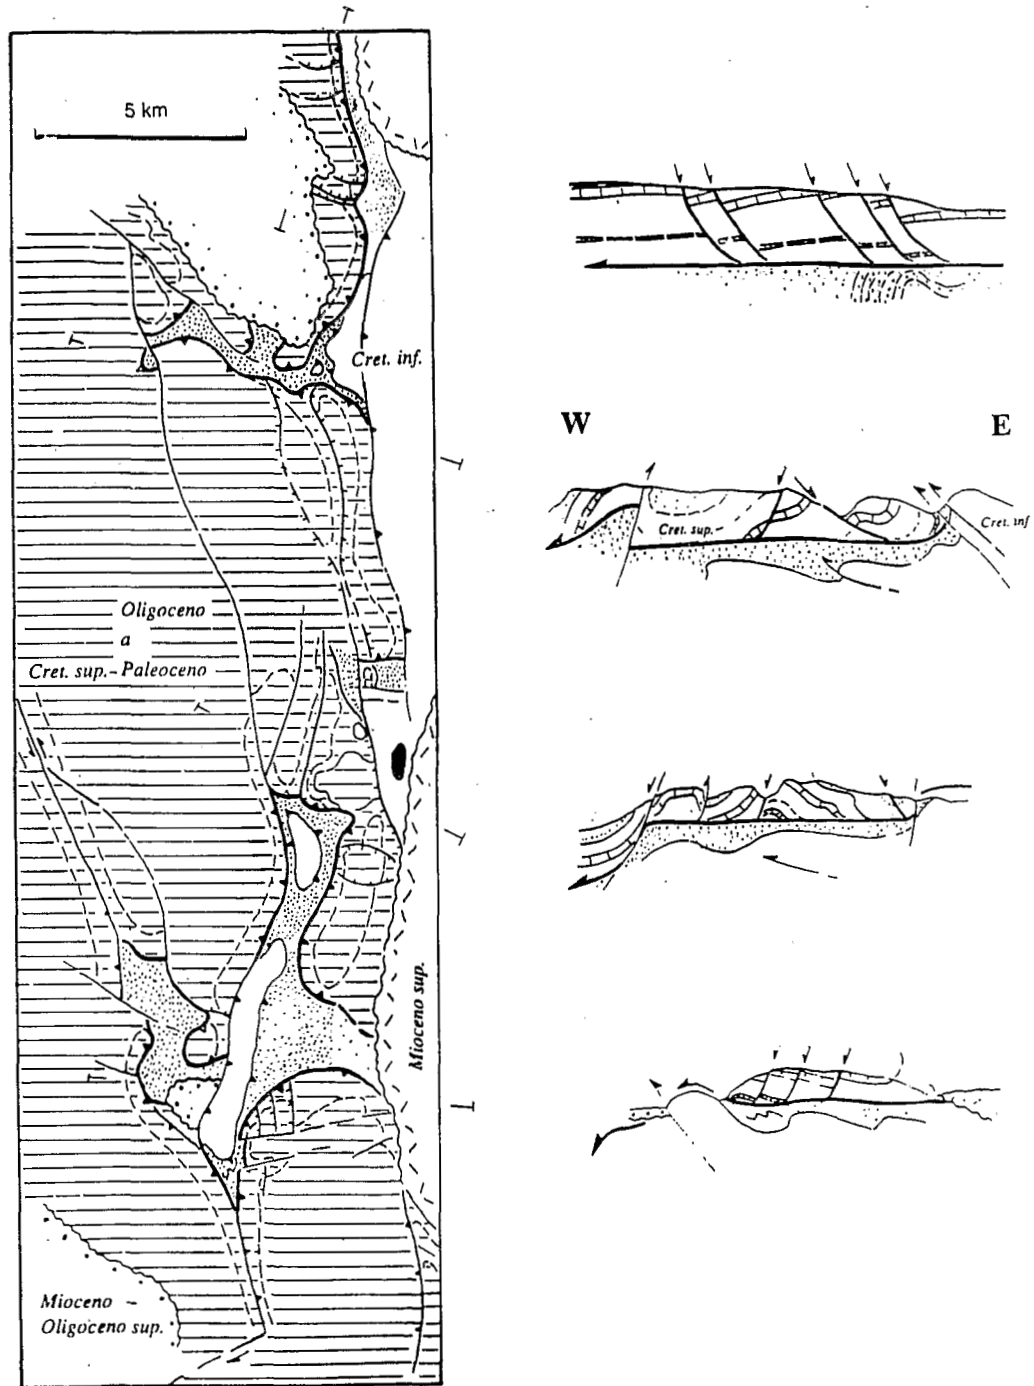 5 km
Cret. inf.
Oligoceno
a
Cret. sup.- Paleoceno
Mioceno sup.
Mioceno -
Oligoceno sup.
W
E
Cret. sup.-
Cret. inf